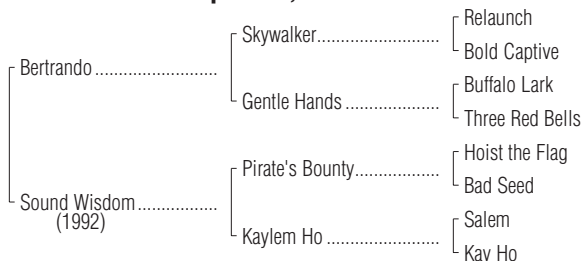 Relaunch
Skywalker....................
Bold Captive
Bertrando ....................
Buffalo Lark
Gentle Hands ....................
Three Red Bells
Hoist the Flag
Pirate's Bounty....................
Bad Seed
Sound Wisdom....................
(1992)
Salem
Kaylem Ho ....................
Kay Ho